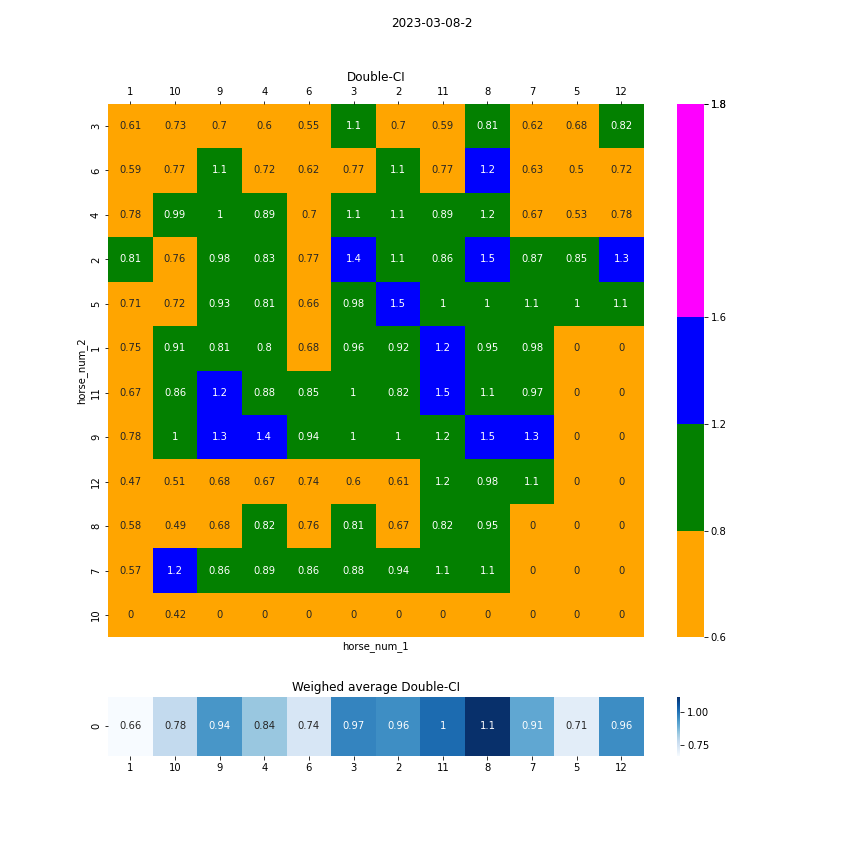 2023-03-08-2
Double-CI
1 10 9 4 6 3 2 11 8 7 5 12
3 0.61 0.73 0.7 0.6 0.55 1.1 0.7 0.59 0.81 0.62 0.68 0.82
6 0.59 0.77 1.1 0.72 0.62 0.77 1.1 0.77 1.2 0.63 0.5 0.72
4 0.78 0.99 1 0.89 0.7 1.1 1.1 0.89 1.2 0.67 0.53 0.78
2 0.81 0.76 0.98 0.83 0.77 1.4 1.1 0.86 1.5 0.87 0.85 1.3
5 0.71 0.72 0.93 0.81 0.66 0.98 1.5 1 1 1.1 1 1.1
1 0.75 0.91 0.81 0.8 0.68 0.96 0.92 1.2 0.95 0.98 0 0
11 0.67 0.86 1.2 0.88 0.85 1 0.82 1.5 1.1 0.97 0 0
9 0.78 1 1.3 1.4 0.94 1 1 1.2 1.5 1.3 0 0
12 0.47 0.51 0.68 0.67 0.74 0.6 0.61 1.2 0.98 1.1 0 0
8 0.58 0.49 0.68 0.82 0.76 0.81 0.67 0.82 0.95 0 0 0
7 0.57 1.2 0.86 0.89 0.86 0.88 0.94 1.1 1.1 0 0 0
10 0 0.42 0 0 0 0 0 0 0 0 0 0
horse_num_2
horse_num_1
1.8
1.6
1.2
0.8
0.6
Weighed average Double-CI
0 0.66 0.78 0.94 0.84 0.74 0.97 0.96 1 1.1 0.91 0.71 0.96
1 10 9 4 6 3 2 11 8 7 5 12
1.00
0.75